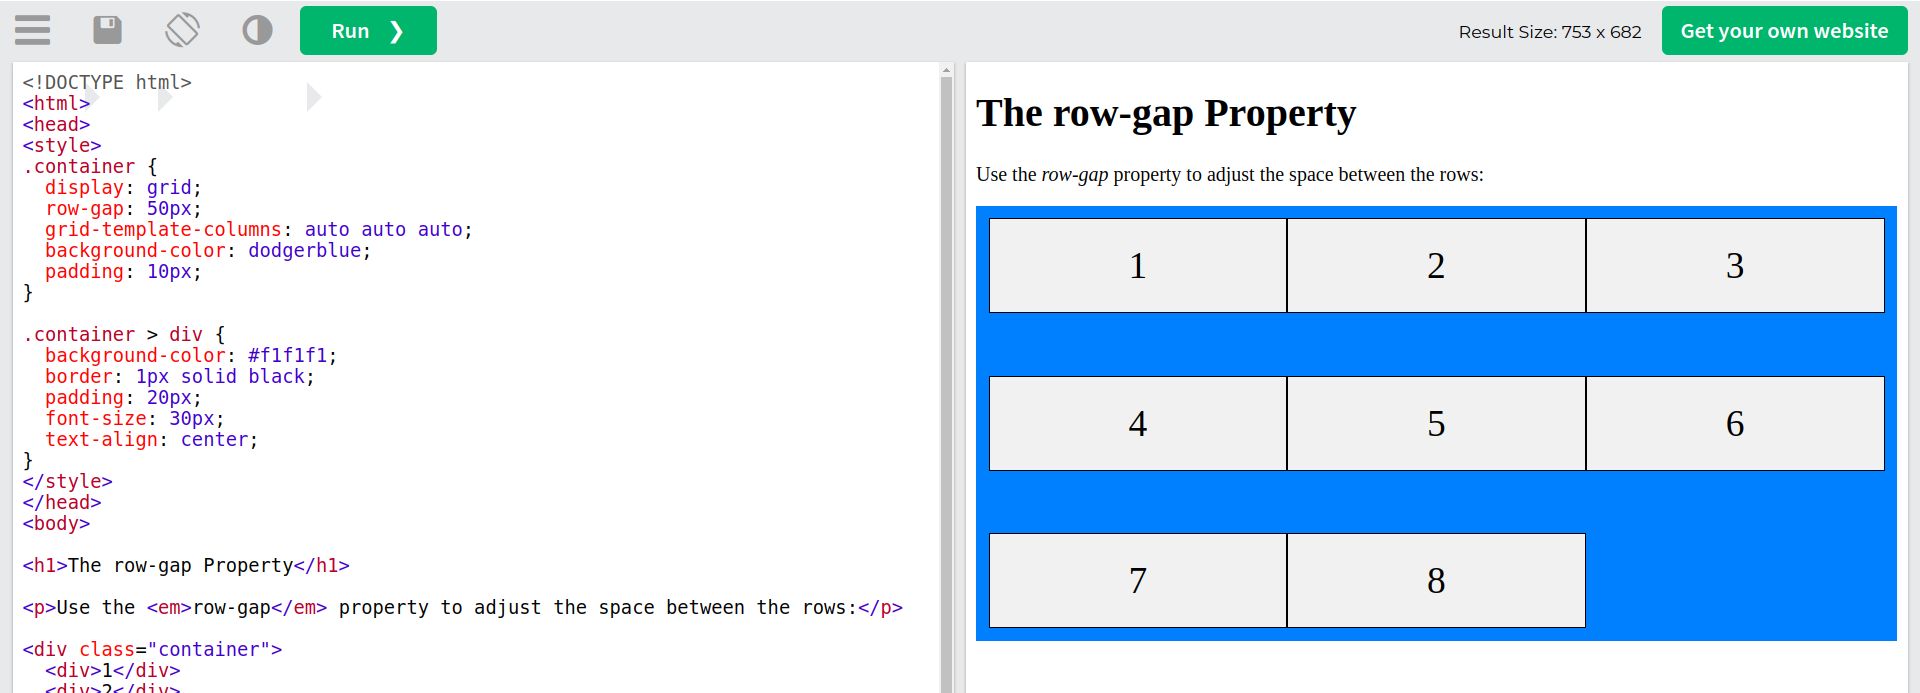 Run ❯
Result Size: 753 x 682
Get your own website
<!DOCTYPE html>
<html>
<head>
<style>
.container {
  display: grid;
  row-gap: 50px;
  grid-template-columns: auto auto auto;
  background-color: dodgerblue;
  padding: 10px;
}

.container > div {
  background-color: #f1f1f1;
  border: 1px solid black;
  padding: 20px;
  font-size: 30px;
  text-align: center;
}
</style>
</head>
<body>

<h1>The row-gap Property</h1>

<p>Use the <em>row-gap</em> property to adjust the space between the rows:</p>

<div class="container">
  <div>1</div>
  <div>2</div>
The row-gap Property
Use the row-gap property to adjust the space between the rows:
1 2 3
4 5 6
7 8